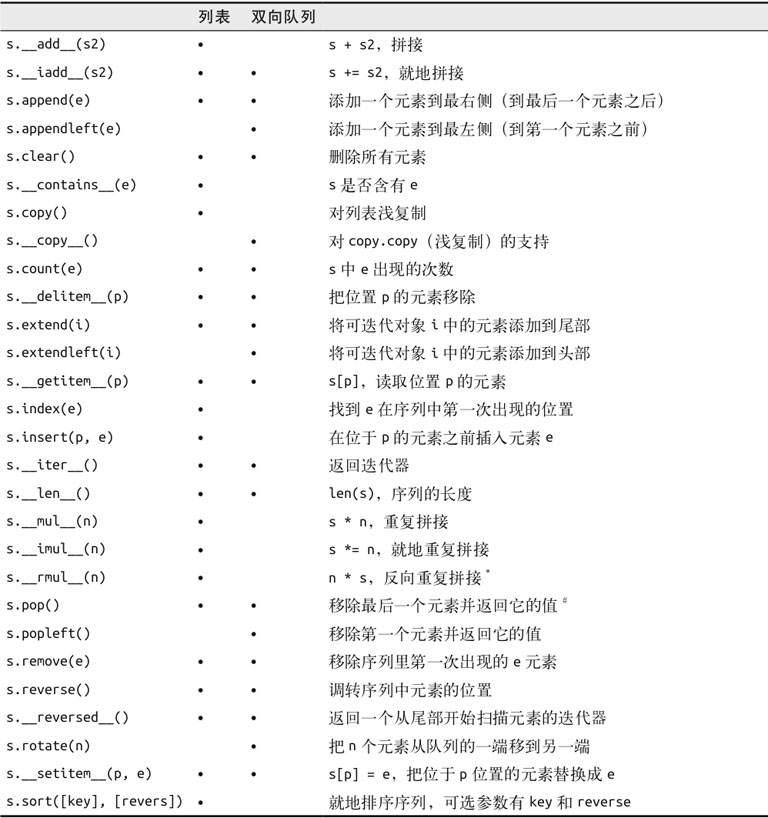 列表 双向队列
s.__add__(s2) • s + s2，拼接
s.__iadd__(s2) • • s += s2，就地拼接
s.append(e) • • 添加一个元素到最右侧（到最后一个元素之后）
s.appendleft(e) • 添加一个元素到最左侧（到第一个元素之前）
s.clear() • • 删除所有元素
s.__contains__(e) • s 是否含有 e
s.copy() • 对列表浅复制
s.__copy__() • 对 copy.copy（浅复制）的支持
s.count(e) • • s 中 e 出现的次数
s.__delitem__(p) • • 把位置 p 的元素移除
s.extend(i) • • 将可迭代对象 i 中的元素添加到尾部
s.extendleft(i) • 将可迭代对象 i 中的元素添加到头部
s.__getitem__(p) • • s[p]，读取位置 p 的元素
s.index(e) • 找到 e 在序列中第一次出现的位置
s.insert(p, e) • 在位于 p 的元素之前插入元素 e
s.__iter__() • • 返回迭代器
s.__len__() • • len(s)，序列的长度
s.__mul__(n) • s * n，重复拼接
s.__imul__(n) • s *= n，就地重复拼接
s.__rmul__(n) • n * s，反向重复拼接*
s.pop() • • 移除最后一个元素并返回它的值#
s.popleft() • 移除第一个元素并返回它的值
s.remove(e) • • 移除序列里第一次出现的 e 元素
s.reverse() • • 调转序列中元素的位置
s.__reversed__() • • 返回一个从尾部开始扫描元素的迭代器
s.rotate(n) • 把 n 个元素从队列的一端移到另一端
s.__setitem__(p, e) • • s[p] = e，把位于 p 位置的元素替换成 e
s.sort([key], [revers]) • 就地排序序列，可选参数有 key 和 reverse